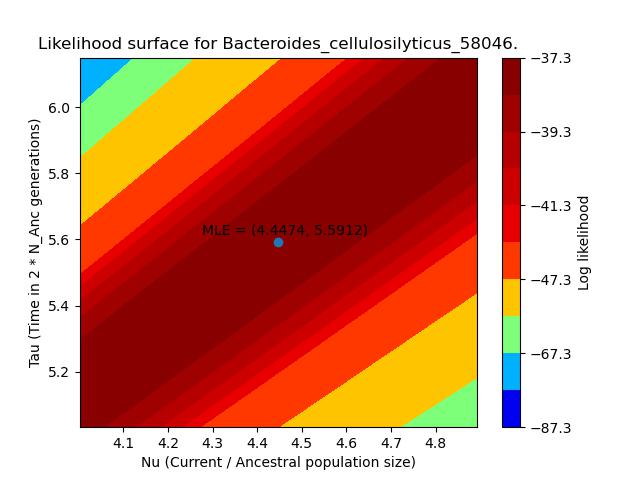 Likelihood surface for Bacteroides_cellulosilyticus_58046.
6.0
5.8
5.6
5.4
5.2
Tau (Time in 2 * N_Anc generations)
MLE = (4.4474, 5.5912)
4.1 4.2 4.3 4.4 4.5 4.6 4.7 4.8
Nu (Current / Ancestral population size)
−37.3
−39.3
−41.3
−47.3
−67.3
−87.3
Log likelihood